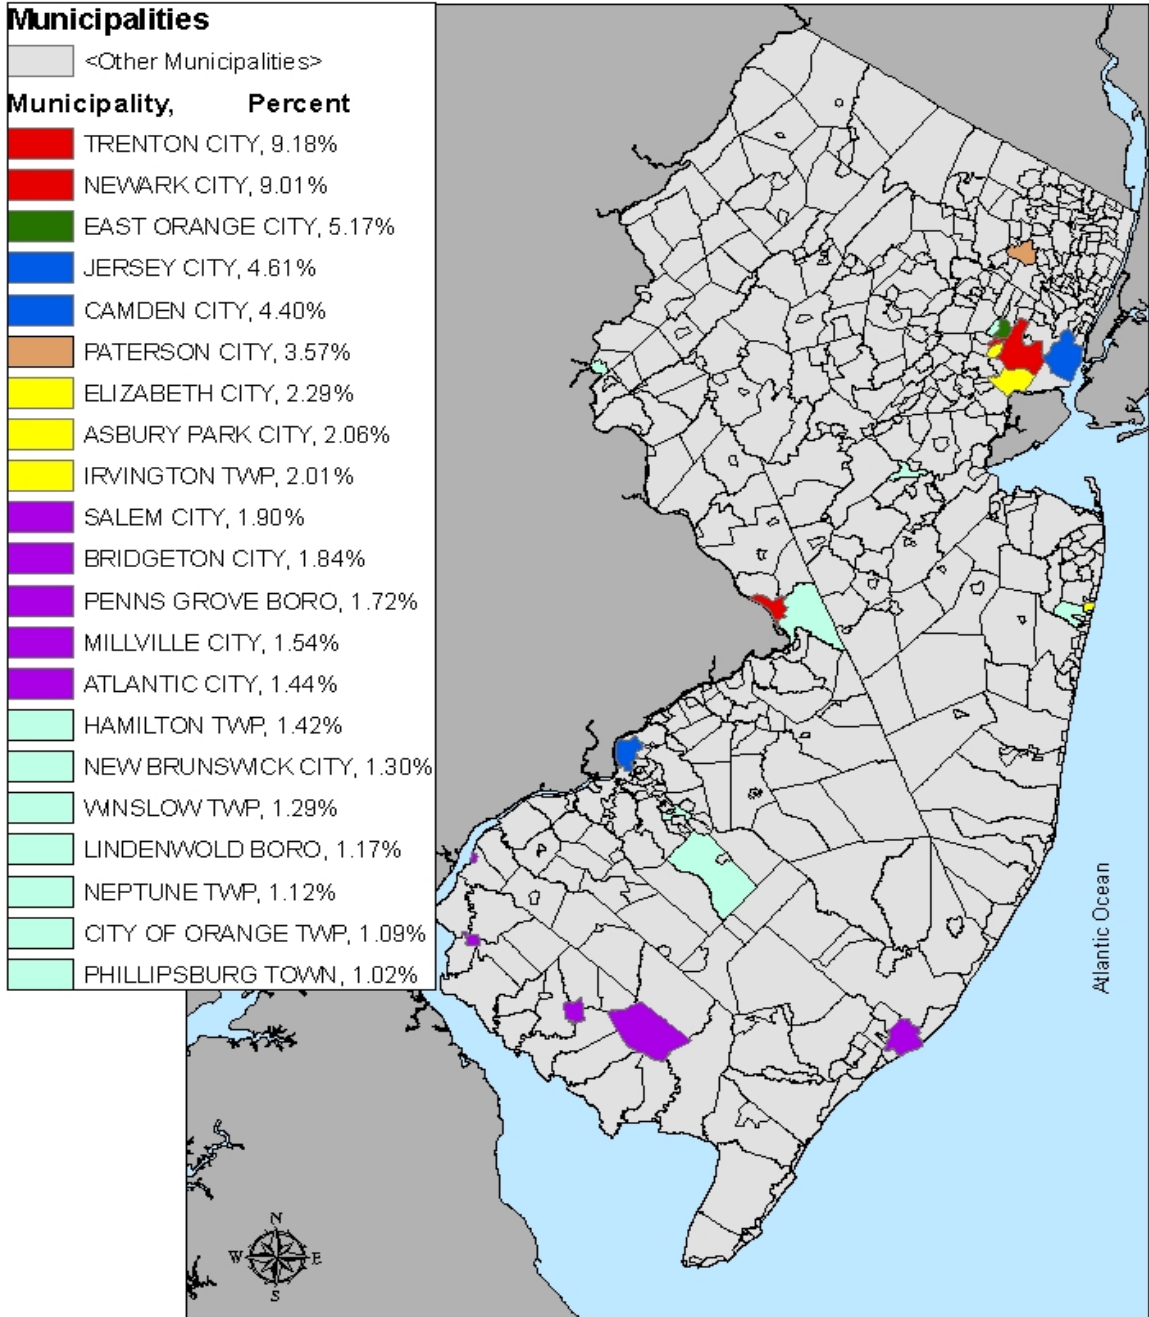 Municipalities
<Other Municipalities>
Municipality, Percent
TRENTON CITY, 9.18%
NEWARK CITY, 9.01%
EAST ORANGE CITY, 5.17%
JERSEY CITY, 4.61%
CAMDEN CITY, 4.40%
PATERSON CITY, 3.57%
ELIZABETH CITY, 2.29%
ASBURY PARK CITY, 2.06%
IRVINGTON TWP, 2.01%
SALEM CITY, 1.90%
BRIDGETON CITY, 1.84%
PENNS GROVE BORO, 1.72%
MILLVILLE CITY, 1.54%
ATLANTIC CITY, 1.44%
HAMILTON TWP, 1.42%
NEW BRUNSWICK CITY, 1.30%
WINSLOW TWP, 1.29%
LINDENWOLD BORO, 1.17%
NEPTUNE TWP, 1.12%
CITY OF ORANGE TWP, 1.09%
PHILLIPSBURG TOWN, 1.02%
Atlantic Ocean
N
W E
S